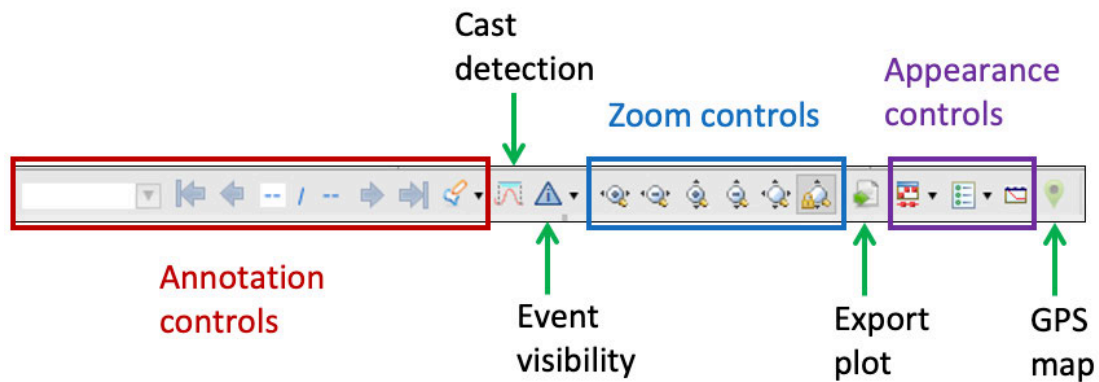 Cast
detection
Appearance
controls
Zoom controls
-- / --
Annotation
controls
Event
visibility
Export
plot
GPS
map